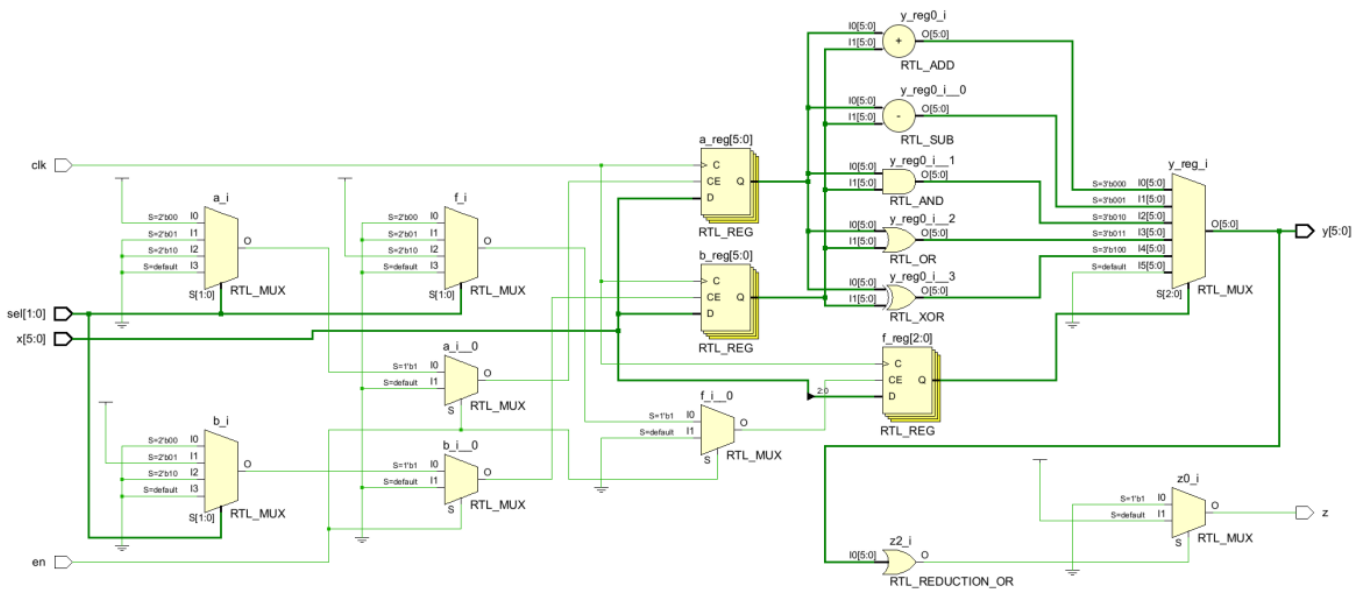 y_reg0_i
I0[5:0]
I1[5:0]
+
O[5:0]
RTL_ADD
y_reg0_i__0
I0[5:0]
I1[5:0]
-
O[5:0]
RTL_SUB
y_reg0_i__1
I0[5:0]
I1[5:0]
O[5:0]
RTL_AND
y_reg0_i__2
I0[5:0]
I1[5:0]
O[5:0]
RTL_OR
y_reg0_i__3
I0[5:0]
I1[5:0]
O[5:0]
RTL_XOR
a_reg[5:0]
C
CE
D
Q
RTL_REG
b_reg[5:0]
C
CE
D
Q
RTL_REG
f_reg[2:0]
C
CE
2:0
D
Q
RTL_REG
y_reg_i
S=3'b000 I0[5:0]
S=3'b001 I1[5:0]
S=3'b010 I2[5:0]
S=3'b011 I3[5:0]
S=3'b100 I4[5:0]
S=default I5[5:0]
S[2:0]
O[5:0]
RTL_MUX
y[5:0]
clk
a_i
S=2'b00 I0
S=2'b01 I1
S=2'b10 I2
S=default I3
S[1:0]
O
RTL_MUX
f_i
S=2'b00 I0
S=2'b01 I1
S=2'b10 I2
S=default I3
S[1:0]
O
RTL_MUX
sel[1:0]
x[5:0]
a_i__0
S=1'b1 I0
S=default I1
S
O
RTL_MUX
b_i
S=2'b00 I0
S=2'b01 I1
S=2'b10 I2
S=default I3
S[1:0]
O
RTL_MUX
b_i__0
S=1'b1 I0
S=default I1
S
O
RTL_MUX
f_i__0
S=1'b1 I0
S=default I1
S
O
RTL_MUX
en
z2_i
I0[5:0]
O
RTL_REDUCTION_OR
z0_i
S=1'b1 I0
S=default I1
S
O
RTL_MUX
z